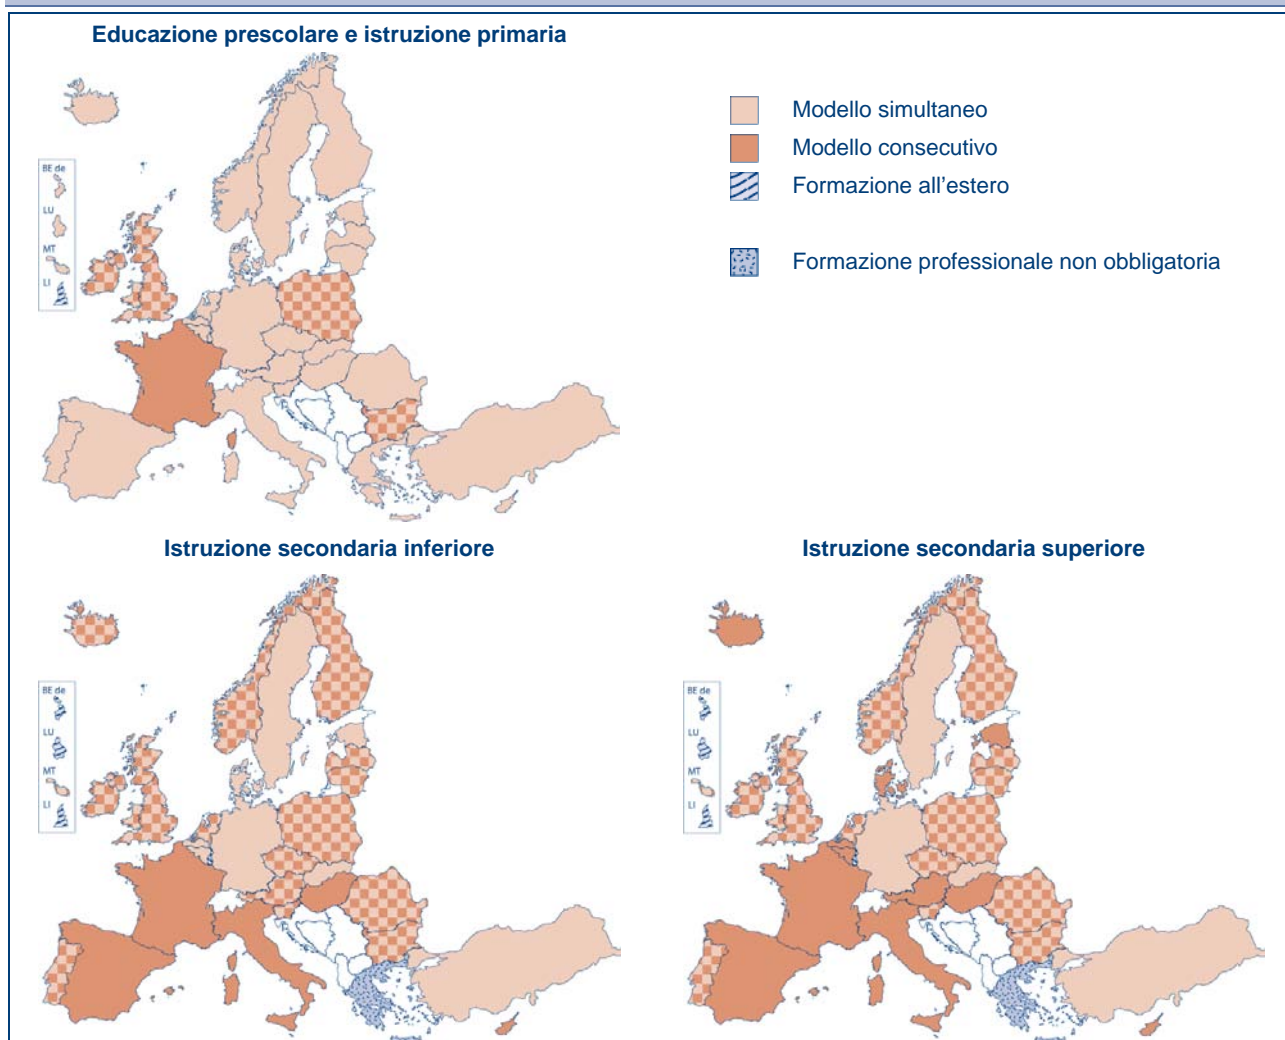 Educazione prescolare e istruzione primaria
Modello simultaneo
Modello consecutivo
Formazione all'estero
Formazione professionale non obbligatoria
BE de
LU
MT
LI
Istruzione secondaria inferiore
Istruzione secondaria superiore
BE de
LU
MT
LI
BE de
LU
MT
LI